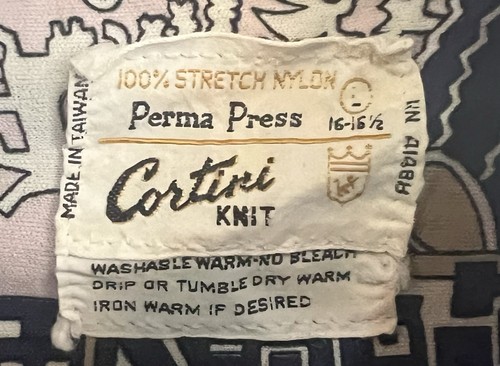 100% STRETCH NYLON
Perma Press
16-16½
MADE IN TAIWAN
Cortini
KNIT
WASHABLE WARM-NO BLEACH
DRIP OR TUMBLE DRY WARM
IRON WARM IF DESIRED